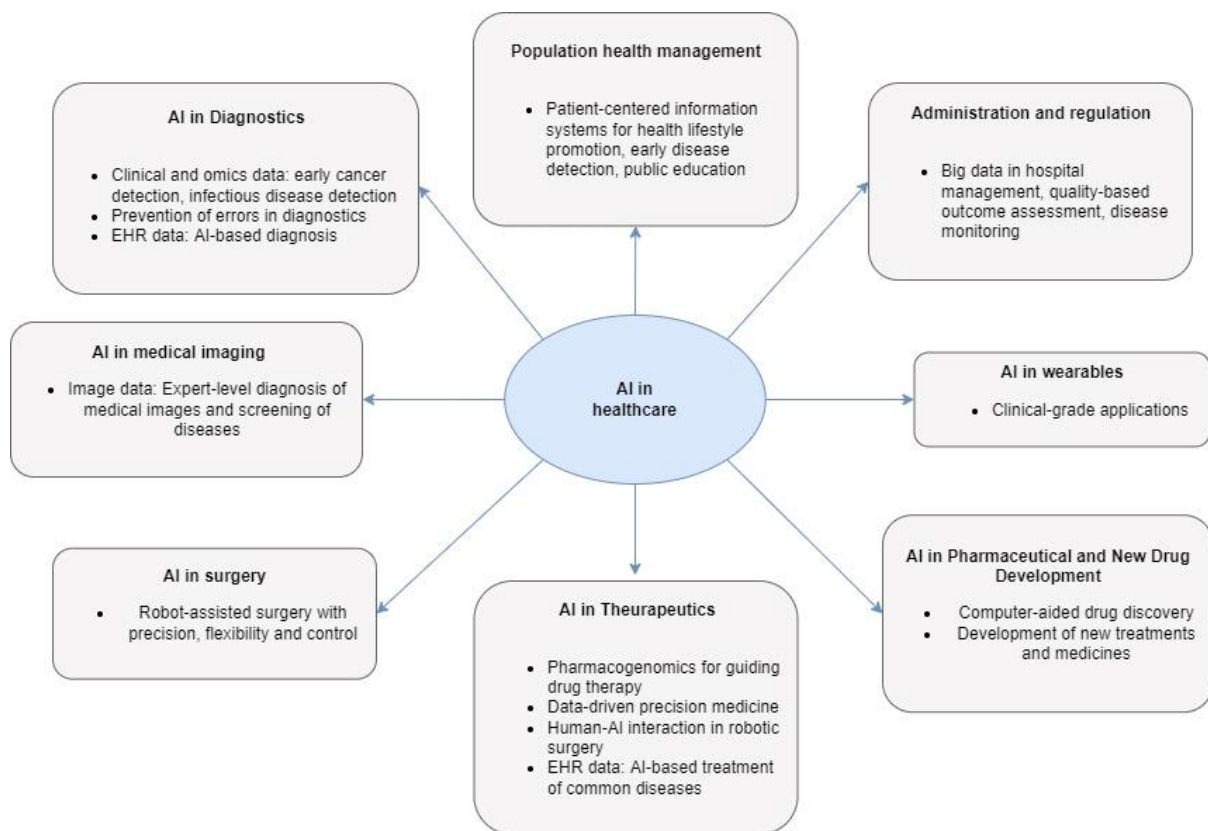 Population health management
• Patient-centered information
systems for health lifestyle
promotion, early disease
detection, public education
AI in Diagnostics
• Clinical and omics data: early cancer
detection, infectious disease detection
• Prevention of errors in diagnostics
• EHR data: AI-based diagnosis
Administration and regulation
• Big data in hospital
management, quality-based
outcome assessment, disease
monitoring
AI in medical imaging
• Image data: Expert-level diagnosis of
medical images and screening of
diseases
AI in
healthcare
AI in wearables
• Clinical-grade applications
AI in surgery
• Robot-assisted surgery with
precision, flexibility and control
AI in Theurapeutics
• Pharmacogenomics for guiding
drug therapy
• Data-driven precision medicine
• Human-AI interaction in robotic
surgery
• EHR data: AI-based treatment
of common diseases
AI in Pharmaceutical and New Drug
Development
• Computer-aided drug discovery
• Development of new treatments
and medicines